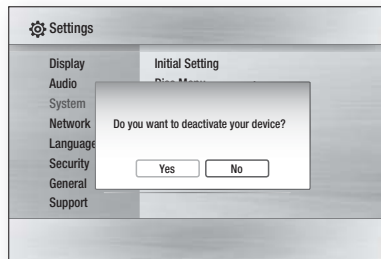 Settings
Display
Initial Setting
Audio
System
Network
Language
Security
General
Support
Do you want to deactivate your device?
Yes
No